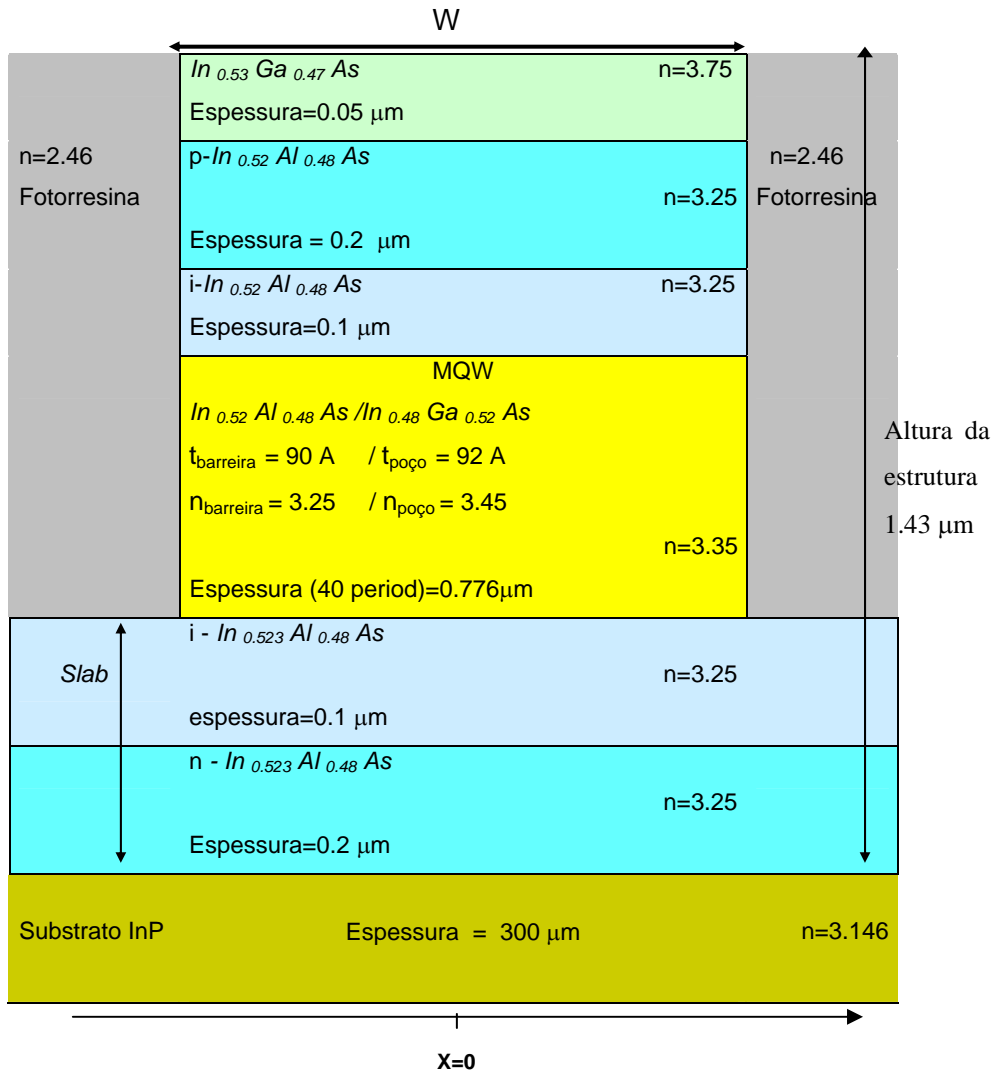 W
In 0.53 Ga 0.47 As n=3.75
Espessura=0.05 μm
n=2.46
Fotorresina
p-In 0.52 Al 0.48 As
n=3.25
Espessura = 0.2 μm
n=2.46
Fotorresina
i-In 0.52 Al 0.48 As n=3.25
Espessura=0.1 μm
MQW
In 0.52 Al 0.48 As /In 0.48 Ga 0.52 As
tbarreira = 90 A / tpoço = 92 A
nbarreira = 3.25 / npoço = 3.45
n=3.35
Espessura (40 period)=0.776μm
Altura da
estrutura
1.43 μm
i - In 0.523 Al 0.48 As
Slab
n=3.25
espessura=0.1 μm
n - In 0.523 Al 0.48 As
n=3.25
Espessura=0.2 μm
Substrato InP Espessura = 300 μm n=3.146
X=0